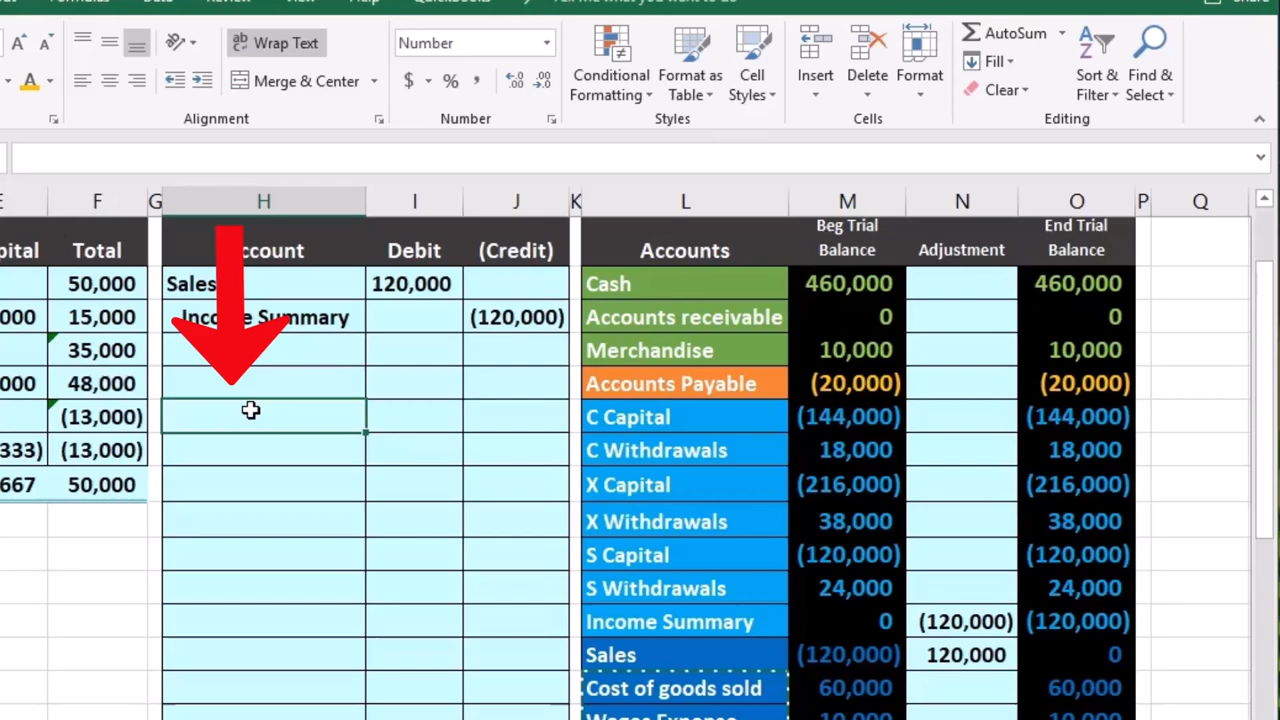 Formulas Data Review View Help QuickBooks Tell me what you want to do Share
Wrap Text Number AutoSum
Conditional Format as Cell Insert Delete Format Fill Sort & Find &
Merge & Center $ % , Formatting Table Styles Clear Filter Select
Alignment Number Styles Cells Editing
F G H I J K L M N O P Q
Beg Trial End Trial
Total Debit (Credit) Accounts Balance Adjustment Balance
50,000 Sales 120,000 Cash 460,000 460,000
000 15,000 Summary (120,000) Accounts receivable 0 0
35,000 Merchandise 10,000 10,000
000 48,000 Accounts Payable (20,000) (20,000)
(13,000) C Capital (144,000) (144,000)
333) (13,000) C Withdrawals 18,000 18,000
667 50,000 X Capital (216,000) (216,000)
X Withdrawals 38,000 38,000
S Capital (120,000) (120,000)
S Withdrawals 24,000 24,000
Income Summary 0 (120,000) (120,000)
Sales (120,000) 120,000 0
Cost of goods sold 60,000 60,000
Wages Expense 10,000 10,000